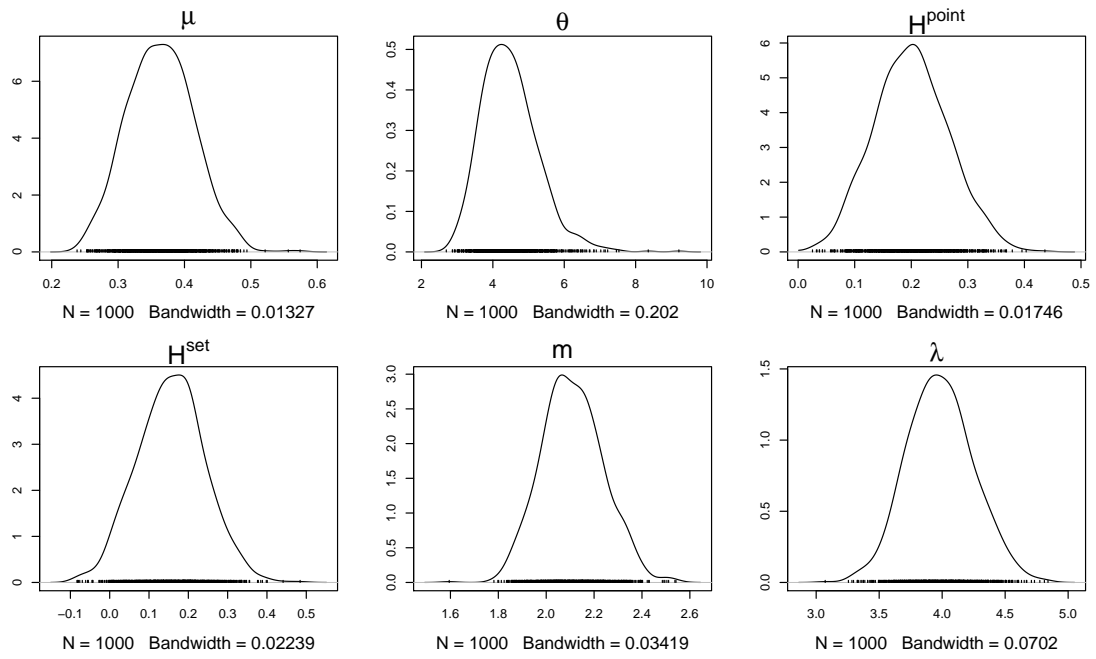 μ
θ
H^point
6
4
2
0
0.5
0.4
0.3
0.2
0.1
0.0
6
5
4
3
2
1
0
0.2 0.3 0.4 0.5 0.6
2 4 6 8 10
0.0 0.1 0.2 0.3 0.4 0.5
N = 1000 Bandwidth = 0.01327
N = 1000 Bandwidth = 0.202
N = 1000 Bandwidth = 0.01746
H^set
m
λ
4
3
2
1
0
3.0
2.5
2.0
1.5
1.0
0.5
0.0
1.5
1.0
0.5
0.0
−0.1 0.0 0.1 0.2 0.3 0.4 0.5
1.6 1.8 2.0 2.2 2.4 2.6
3.0 3.5 4.0 4.5 5.0
N = 1000 Bandwidth = 0.02239
N = 1000 Bandwidth = 0.03419
N = 1000 Bandwidth = 0.0702